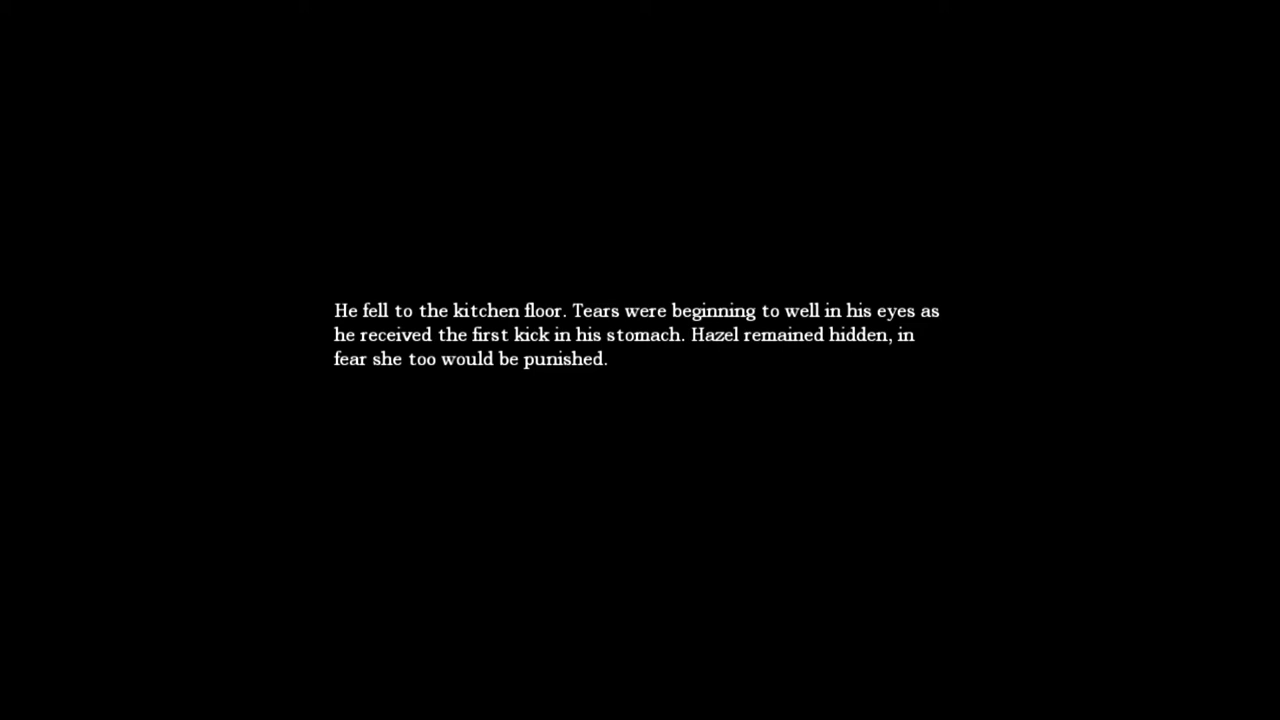 He fell to the kitchen floor. Tears were beginning to well in his eyes as
he received the first kick in his stomach. Hazel remained hidden, in
fear she too would be punished.